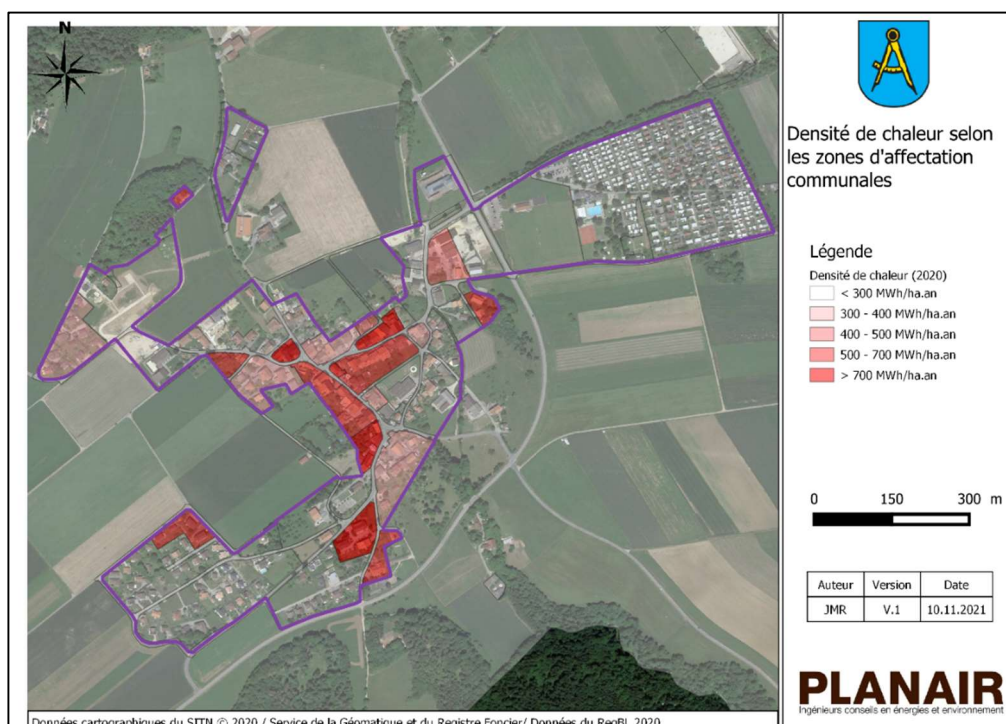 N
Densité de chaleur selon
les zones d'affectation
communales
Légende
Densité de chaleur (2020)
< 300 MWh/ha.an
300 - 400 MWh/ha.an
400 - 500 MWh/ha.an
500 - 700 MWh/ha.an
> 700 MWh/ha.an
0 150 300 m
Auteur Version Date
JMR V.1 10.11.2021
PLANAIR
Ingénieurs conseils en énergies et environnement
Données cartographiques du SITN © 2020 / Service de la Géomatique et du Registre Foncier/ Données du RegBL 2020